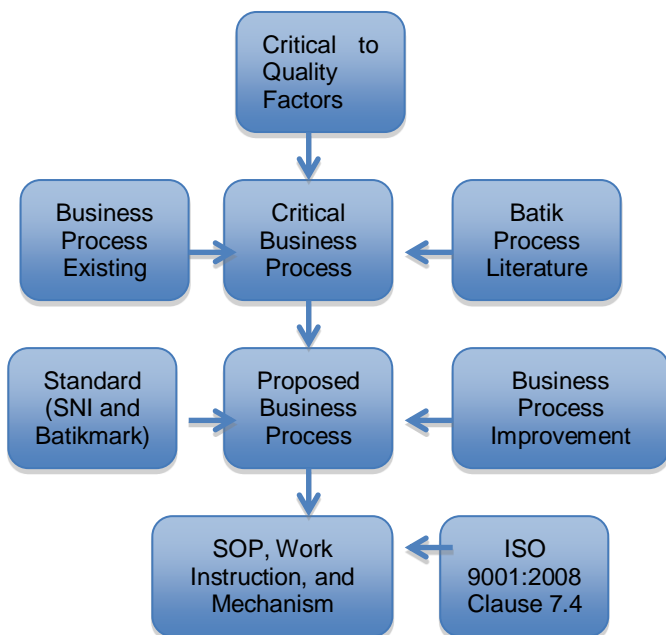 Critical to
Quality
Factors
Business
Process
Existing
Critical
Business
Process
Batik
Process
Literature
Standard
(SNI and
Batikmark)
Proposed
Business
Process
Business
Process
Improvement
SOP, Work
Instruction, and
Mechanism
ISO
9001:2008
Clause 7.4